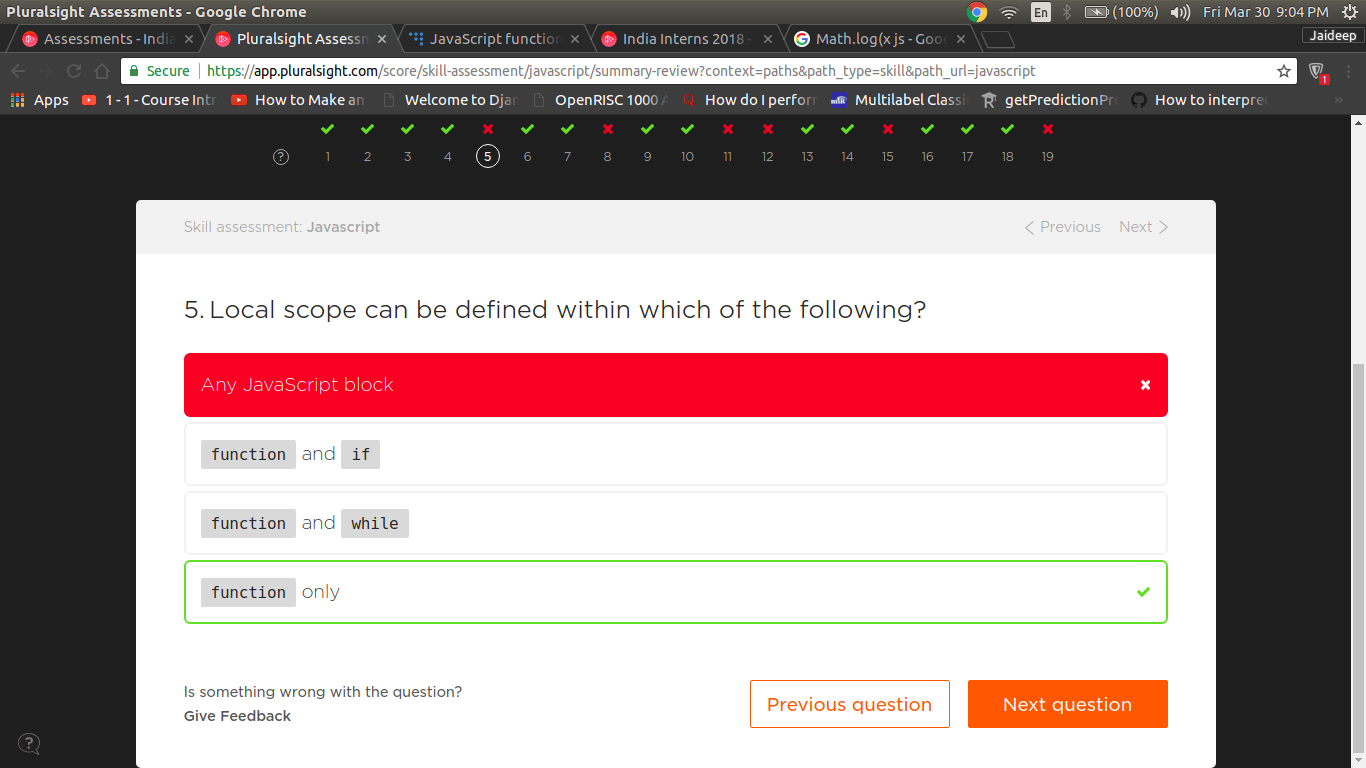 Pluralsight Assessments - Google Chrome
En (100%) Fri Mar 30 9:04 PM
Assessments - India
Pluralsight Assessm
JavaScript function
India Interns 2018 -
Math.log(x js - Goo
Jaideep
Secure https://app.pluralsight.com/score/skill-assessment/javascript/summary-review?context=paths&path_type=skill&path_url=javascript
1
Apps 1 - 1 - Course Intr How to Make an Welcome to Djan OpenRISC 1000 A How do I perfor Multilabel Classi getPredictionPr How to interpre »
? 1 2 3 4 5 6 7 8 9 10 11 12 13 14 15 16 17 18 19
Skill assessment: Javascript
Previous Next
5. Local scope can be defined within which of the following?
Any JavaScript block
function and if
function and while
function only
Is something wrong with the question?
Give Feedback
Previous question
Next question
?